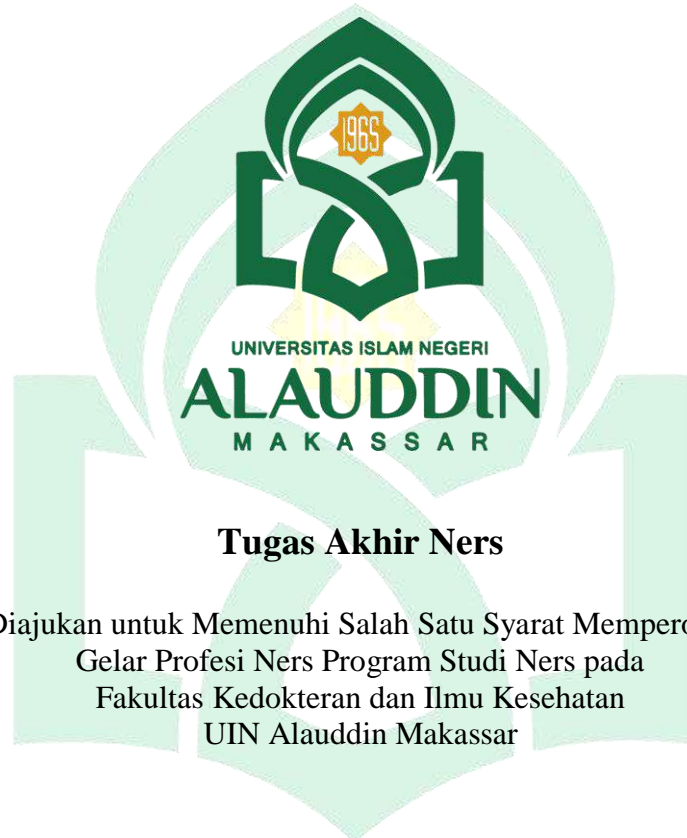 1965
UNIVERSITAS ISLAM NEGERI
ALAUDDIN
MAKASSAR
Tugas Akhir Ners
Diajukan untuk Memenuhi Salah Satu Syarat
Gelar Profesi Ners Program Studi Ners pada
Fakultas Kedokteran dan Ilmu Kesehatan
UIN Alauddin Makassar